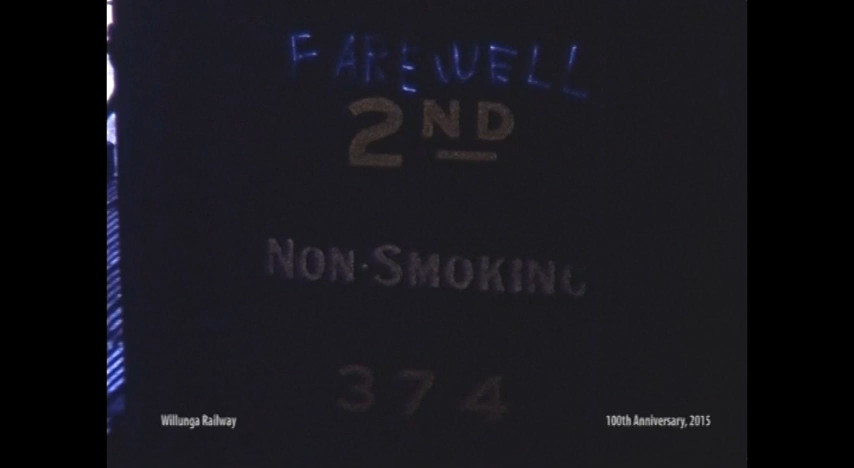 FAREWELL
2ND
NON-SMOKING
374
Willunga Railway
100th Anniversary, 2015